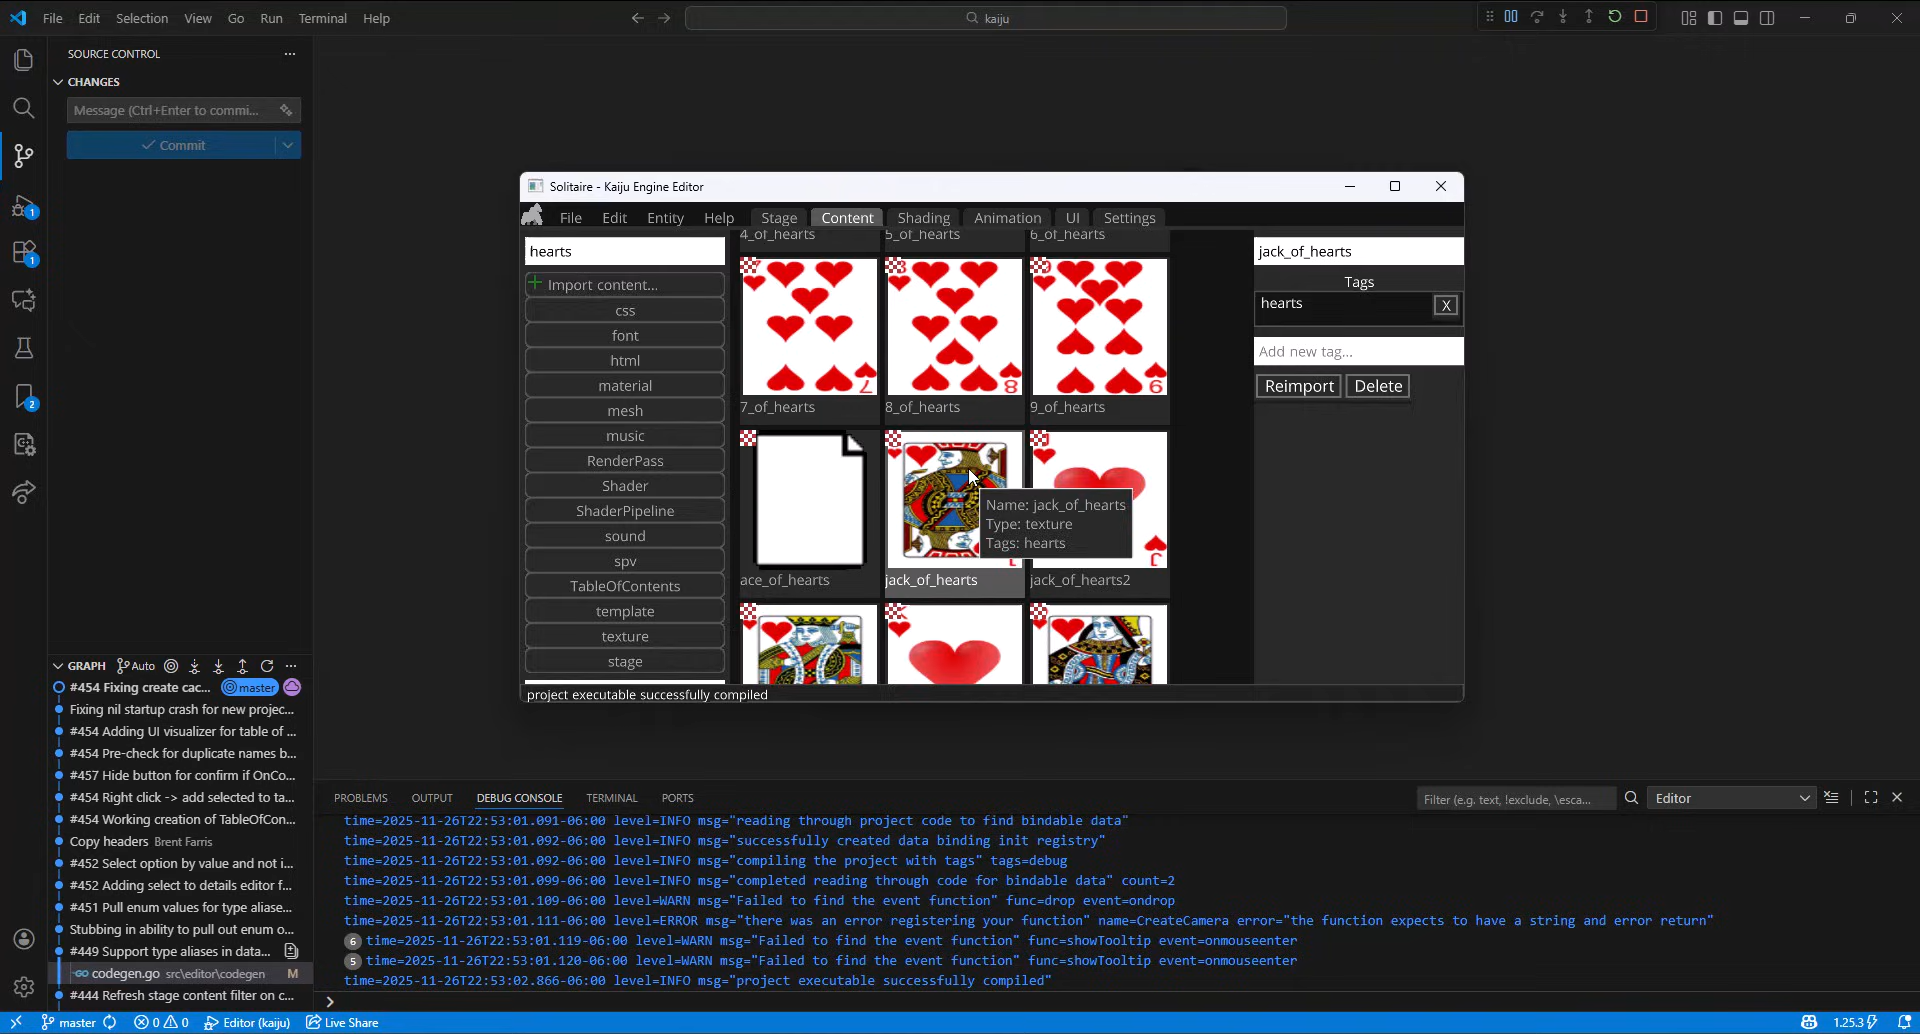 File Edit Selection View Go Run Terminal Help
kaiju
SOURCE CONTROL
CHANGES
Message (Ctrl+Enter to commi...
Commit
1
1
2
GRAPH
Auto
#454 Fixing create cac...
master
Fixing nil startup crash for new projec...
#454 Adding UI visualizer for table of ...
#454 Pre-check for duplicate names b...
#457 Hide button for confirm if OnCo...
#454 Right click -> add selected to ta...
#454 Working creation of TableOfCon...
Copy headers Brent Farris
#452 Select option by value and not i...
#452 Adding select to details editor f...
#451 Pull enum values for type aliase...
Stubbing in ability to pull out enum o...
#449 Support type aliases in data...
codegen.go src\editor\codegen M
#444 Refresh stage content filter on c...
Solitaire - Kaiju Engine Editor
File Edit Entity Help Stage Content Shading Animation UI Settings
hearts
Import content...
css
font
html
material
mesh
music
RenderPass
Shader
ShaderPipeline
sound
spv
TableOfContents
template
texture
stage
4_of_hearts 5_of_hearts 6_of_hearts
7 8 9
7_of_hearts 8_of_hearts 9_of_hearts
ace_of_hearts jack_of_hearts jack_of_hearts2
Name: jack_of_hearts
Type: texture
Tags: hearts
jack_of_hearts
Tags
hearts X
Add new tag...
Reimport Delete
project executable successfully compiled
PROBLEMS OUTPUT DEBUG CONSOLE TERMINAL PORTS
Filter (e.g. text, !exclude, \esca...
Editor
time=2025-11-26T22:53:01.091-06:00 level=INFO msg="reading through project code to find bindable data"
time=2025-11-26T22:53:01.092-06:00 level=INFO msg="successfully created data binding init registry"
time=2025-11-26T22:53:01.092-06:00 level=INFO msg="compiling the project with tags" tags=debug
time=2025-11-26T22:53:01.099-06:00 level=INFO msg="completed reading through code for bindable data" count=2
time=2025-11-26T22:53:01.109-06:00 level=WARN msg="Failed to find the event function" func=drop event=ondrop
time=2025-11-26T22:53:01.111-06:00 level=ERROR msg="there was an error registering your function" name=CreateCamera error="the function expects to have a string and error return"
6 time=2025-11-26T22:53:01.119-06:00 level=WARN msg="Failed to find the event function" func=showTooltip event=onmouseenter
5 time=2025-11-26T22:53:01.120-06:00 level=WARN msg="Failed to find the event function" func=showTooltip event=onmouseenter
time=2025-11-26T22:53:02.866-06:00 level=INFO msg="project executable successfully compiled"
master 0 0 Editor (kaiju) Live Share 1.25.3